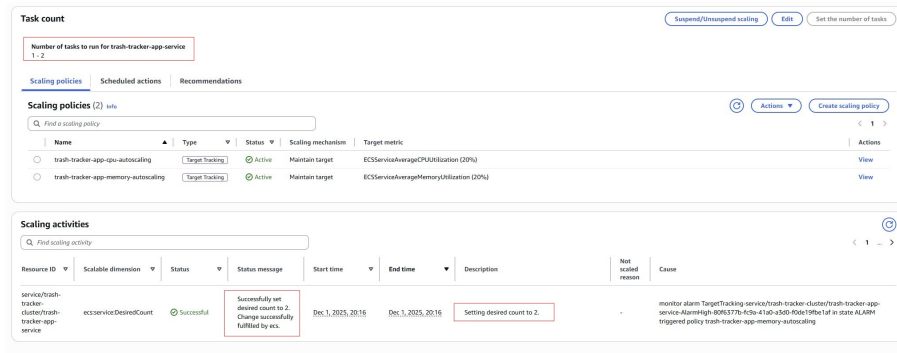 Task count
Suspend/Unsuspend scaling
Edit
Set the number of tasks
Number of tasks to run for trash-tracker-app-service
1 - 2
Scaling policies
Scheduled actions
Recommendations
Scaling policies (2) Info
Actions
Create scaling policy
Find a scaling policy
1
Name
Type
Status
Scaling mechanism
Target metric
Actions
trash-tracker-app-cpu-autoscaling
Target Tracking
Active
Maintain target
ECSServiceAverageCPUUtilization (20%)
View
trash-tracker-app-memory-autoscaling
Target Tracking
Active
Maintain target
ECSServiceAverageMemoryUtilization (20%)
View
Scaling activities
Find scaling activity
1 ...
Resource ID
Scalable dimension
Status
Status message
Start time
End time
Description
Not
scaled
reason
Cause
service/trash-
tracker-
cluster/trash-
tracker-app-
service
ecs:service:DesiredCount
Successful
Successfully set
desired count to 2.
Change successfully
fulfilled by ecs.
Dec 1, 2025, 20:16
Dec 1, 2025, 20:16
Setting desired count to 2.
-
monitor alarm TargetTracking-service/trash-tracker-cluster/trash-tracker-app-
service-AlarmHigh-80f6377b-fc9a-41a0-a3d0-f0de19fbe1af in state ALARM
triggered policy trash-tracker-app-memory-autoscaling